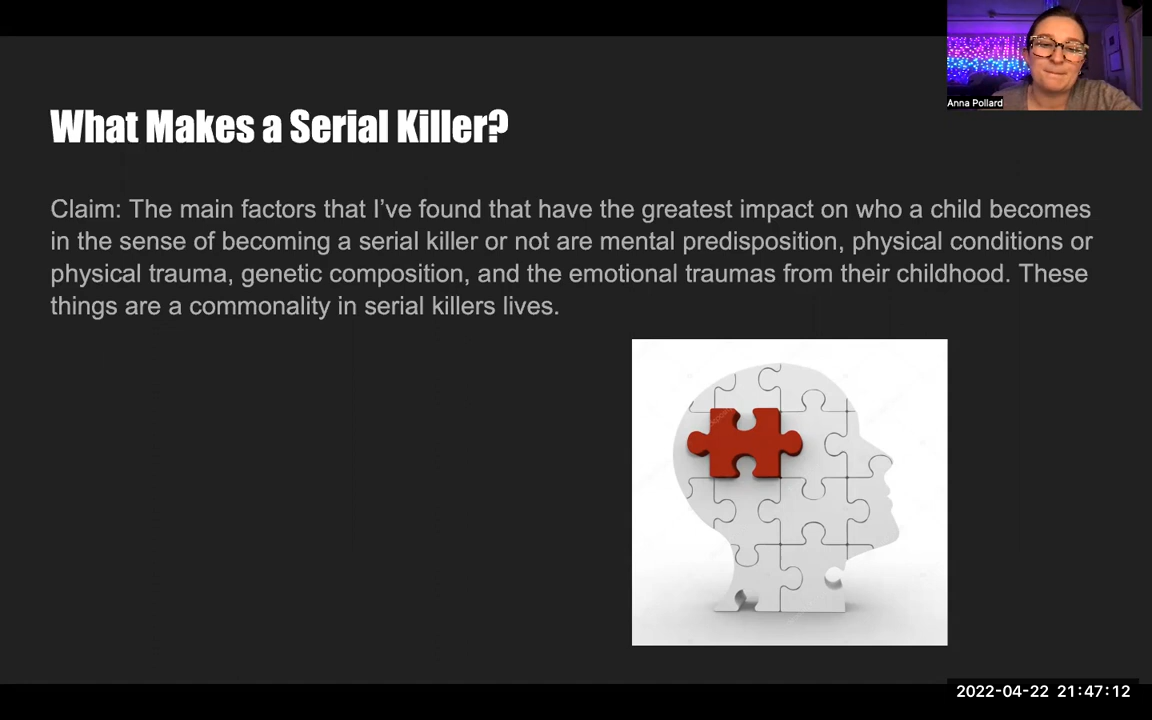 Anna Pollard
What Makes a Serial Killer?
Claim: The main factors that I've found that have the greatest impact on who a child becomes
in the sense of becoming a serial killer or not are mental predisposition, physical conditions or
physical trauma, genetic composition, and the emotional traumas from their childhood. These
things are a commonality in serial killers lives.
2022-04-22 21:47:12